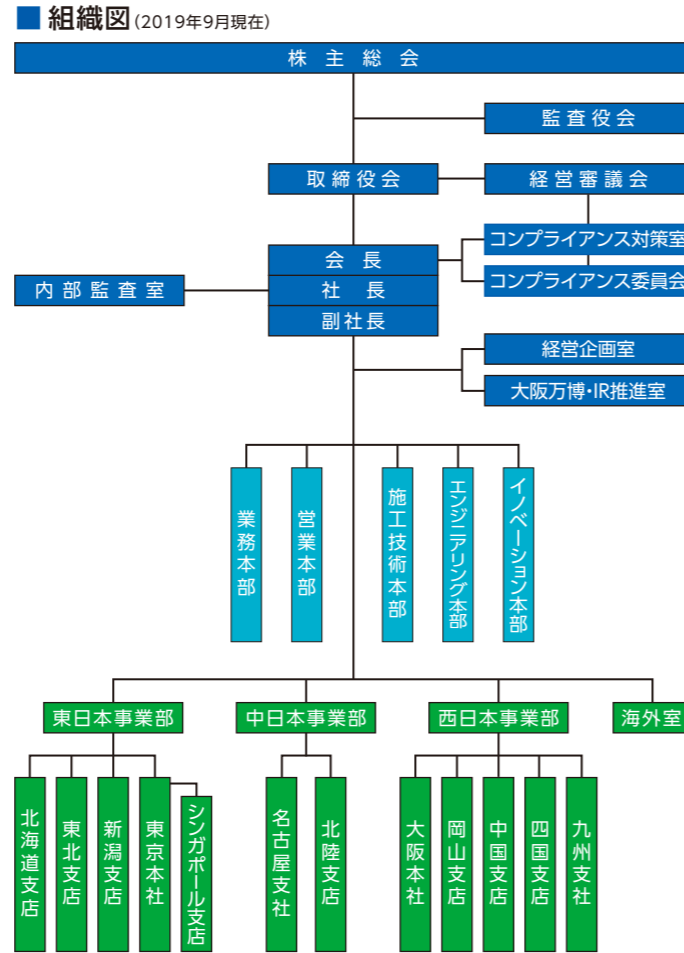 ■ 組織図(2019年9月現在)
株主総会
監査役会
取締役会
経営審議会
コンプライアンス対策室
コンプライアンス委員会
会長
社長
副社長
内部監査室
経営企画室
大阪万博・IR推進室
業務本部
営業本部
施工技術本部
エンジニアリング本部
イノベーション本部
東日本事業部
中日本事業部
西日本事業部
海外室
北海道支店
東北支店
新潟支店
東京本社
シンガポール支店
名古屋支社
北陸支店
大阪本社
岡山支店
中国支店
四国支店
九州支社